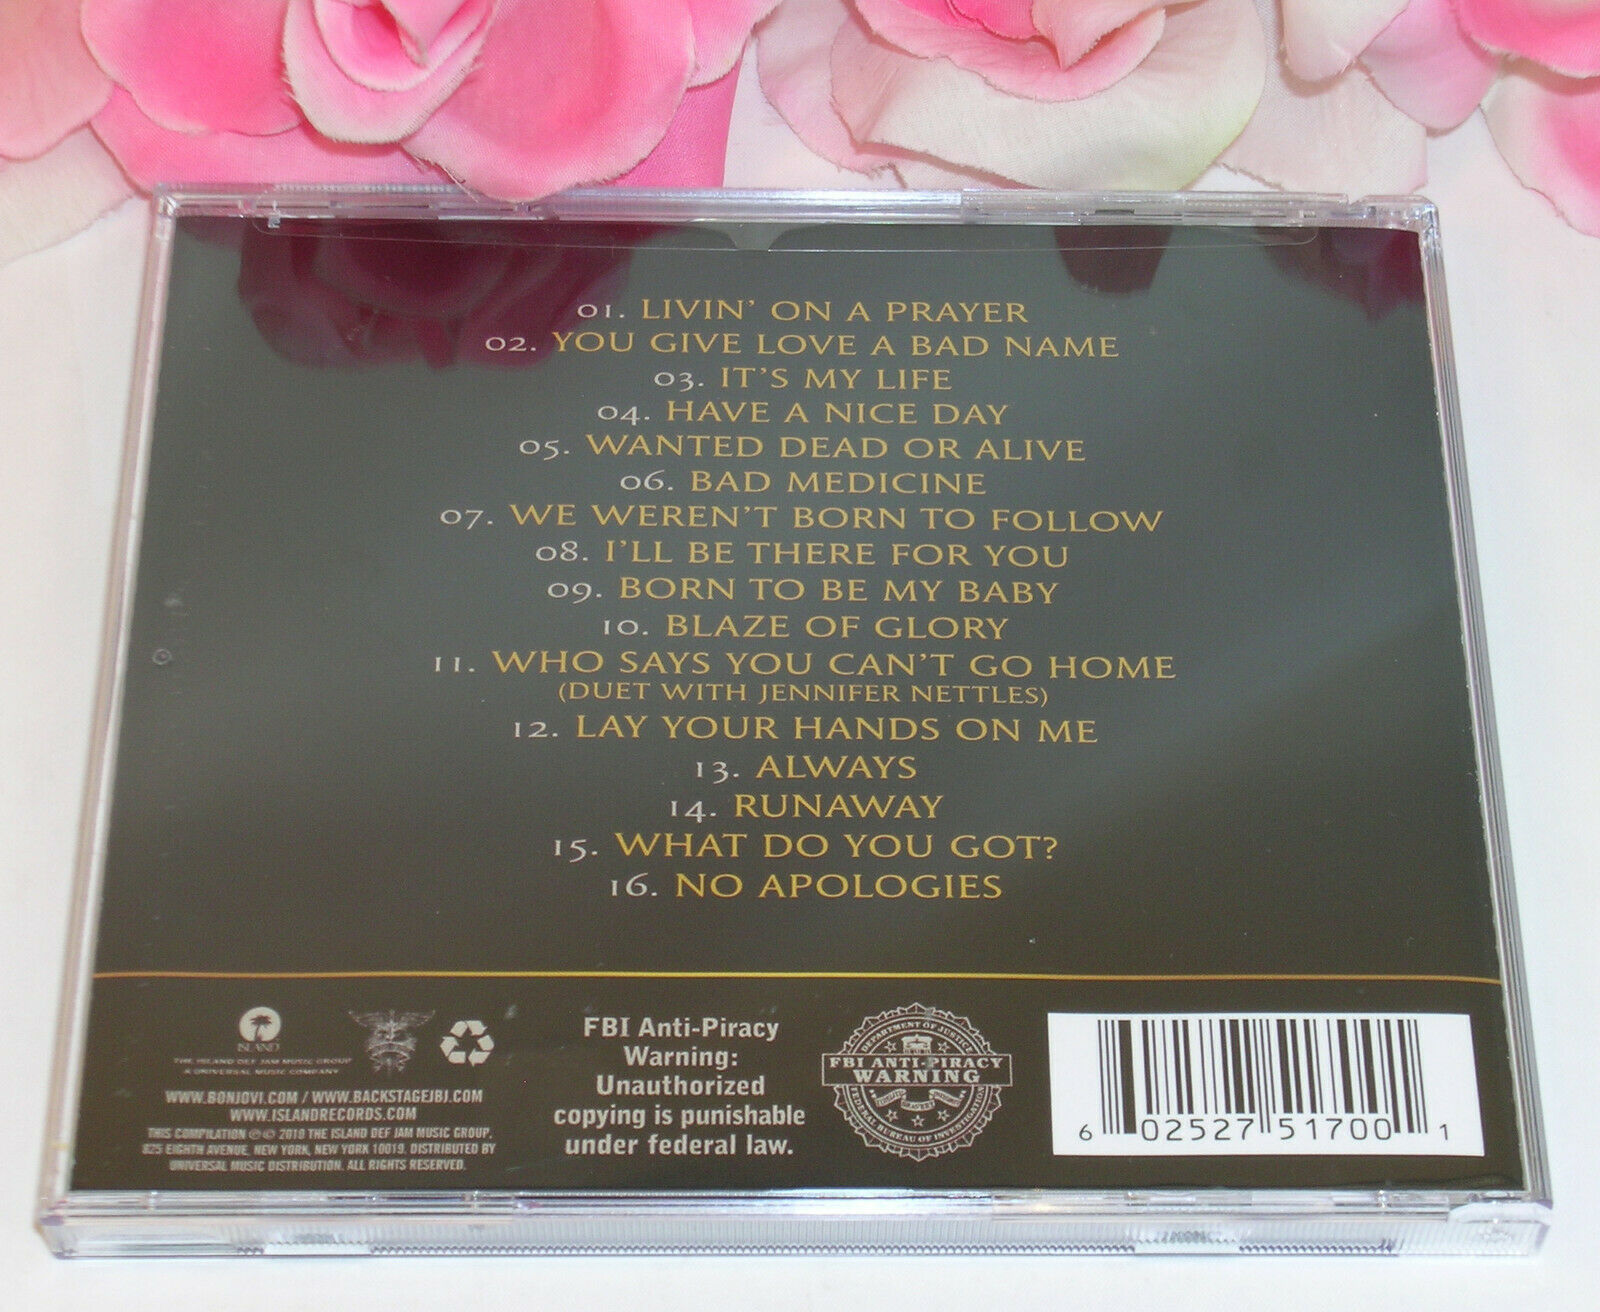 01. LIVIN' ON A PRAYER
02. YOU GIVE LOVE A BAD NAME
03. IT'S MY LIFE
04. HAVE A NICE DAY
05. WANTED DEAD OR ALIVE
06. BAD MEDICINE
07. WE WEREN'T BORN TO FOLLOW
08. I'LL BE THERE FOR YOU
09. BORN TO BE MY BABY
10. BLAZE OF GLORY
11. WHO SAYS YOU CAN'T GO HOME
(DUET WITH JENNIFER NETTLES)
12. LAY YOUR HANDS ON ME
13. ALWAYS
14. RUNAWAY
15. WHAT DO YOU GOT?
16. NO APOLOGIES
ISLAND
THE ISLAND DEF JAM MUSIC GROUP
A UNIVERSAL MUSIC COMPANY
WWW.BONJOVI.COM / WWW.BACKSTAGEJBJ.COM
WWW.ISLANDRECORDS.COM
THIS COMPILATION ℗© 2010 THE ISLAND DEF JAM MUSIC GROUP,
825 EIGHTH AVENUE, NEW YORK, NEW YORK 10019. DISTRIBUTED BY
UNIVERSAL MUSIC DISTRIBUTION. ALL RIGHTS RESERVED.
FBI Anti-Piracy
Warning:
Unauthorized
copying is punishable
under federal law.
DEPARTMENT OF JUSTICE
FBI ANTI-PIRACY
WARNING
FEDERAL BUREAU OF INVESTIGATION
6 02527 51700 1